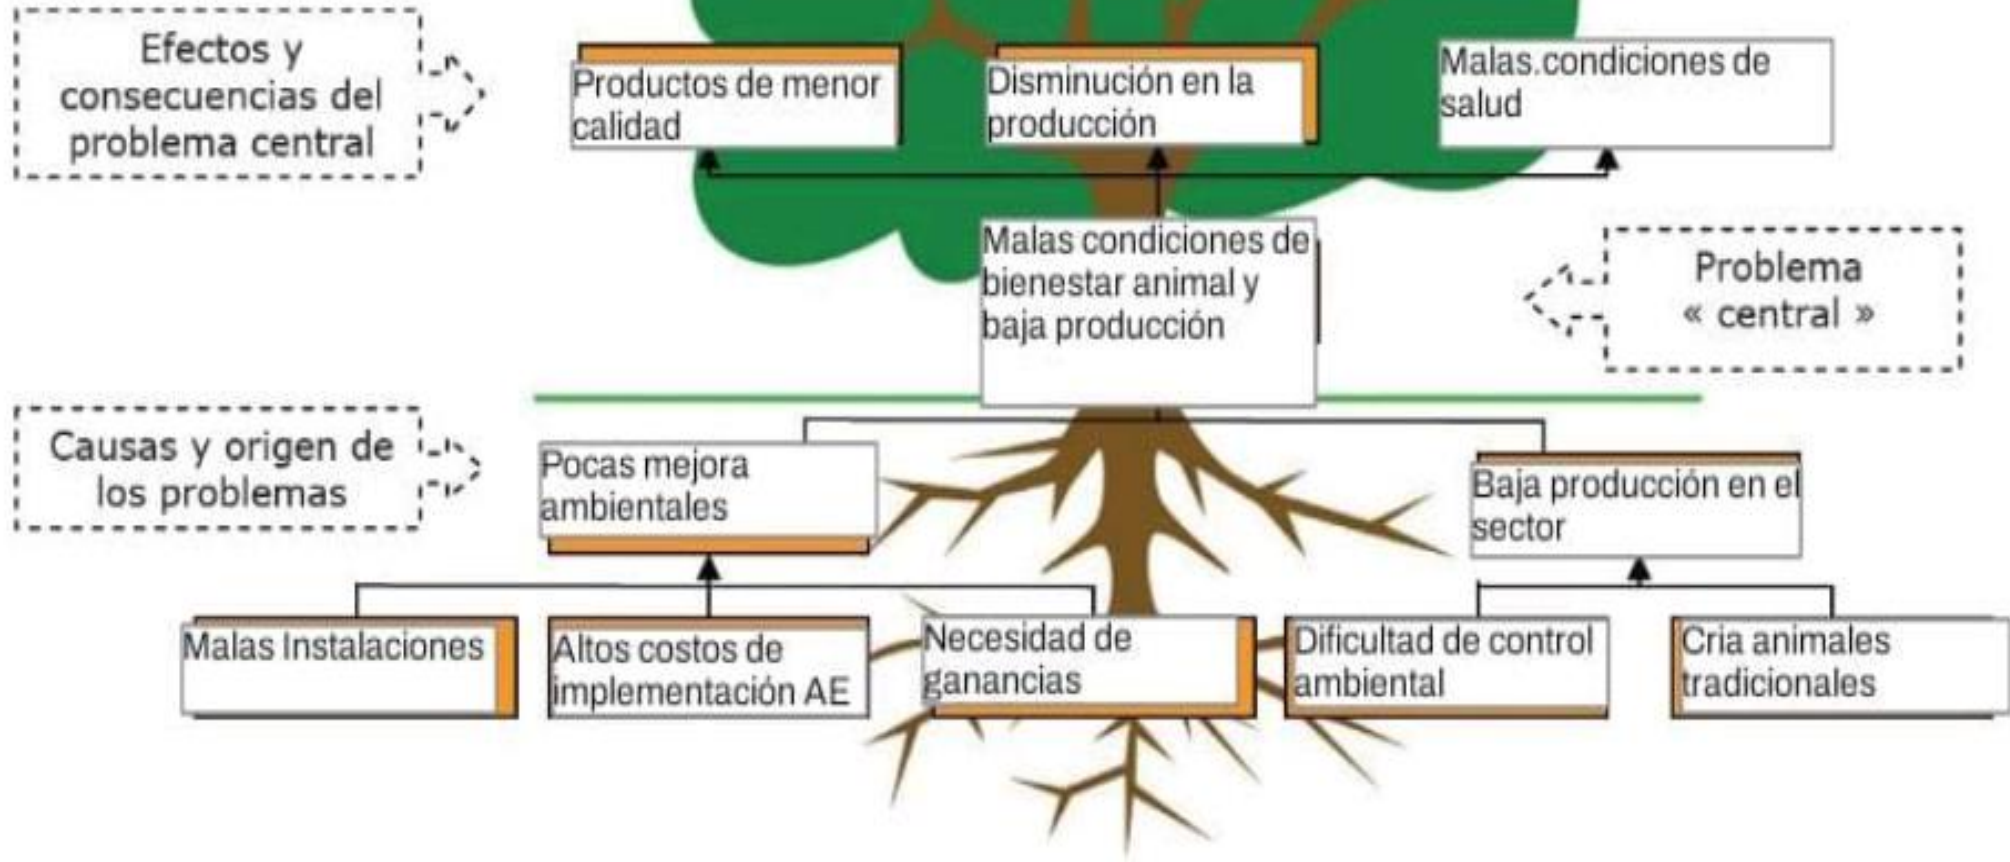 Efectos y
consecuencias del
problema central
Productos de menor
calidad
Disminución en la
producción
Malas.condiciones de
salud
Malas condiciones de
bienestar animal y
baja producción
Problema
« central »
Causas y origen de
los problemas
Pocas mejora
ambientales
Baja producción en el
sector
Malas Instalaciones
Altos costos de
implementación AE
Necesidad de
ganancias
Dificultad de control
ambiental
Cria animales
tradicionales